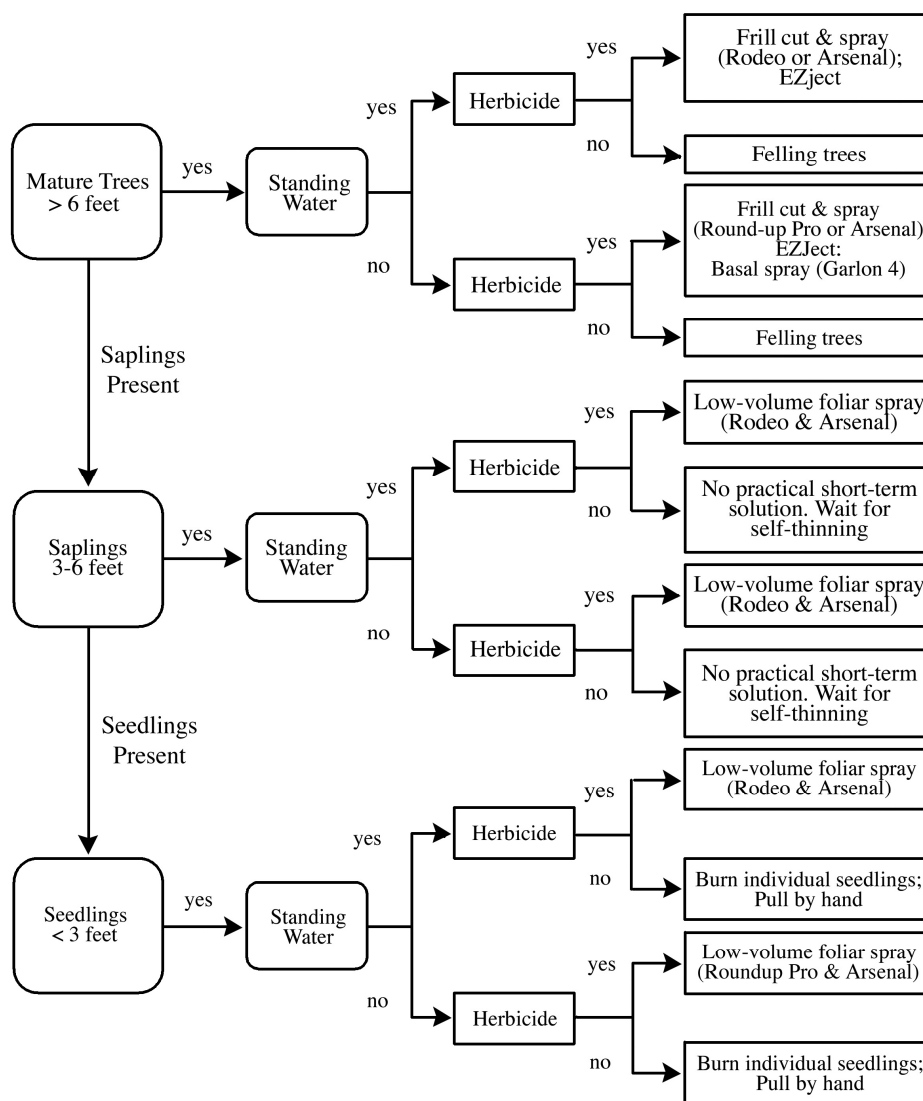 Mature Trees
> 6 feet
yes
Standing
Water
yes
no
Herbicide
yes
no
Frill cut & spray
(Rodeo or Arsenal);
EZject
Felling trees
Herbicide
yes
no
Frill cut & spray
(Round-up Pro or Arsenal)
EZJect:
Basal spray (Garlon 4)
Felling trees
Saplings
Present
Saplings
3-6 feet
yes
Standing
Water
yes
no
Herbicide
yes
no
Low-volume foliar spray
(Rodeo & Arsenal)
No practical short-term
solution. Wait for
self-thinning
Herbicide
yes
no
Low-volume foliar spray
(Rodeo & Arsenal)
No practical short-term
solution. Wait for
self-thinning
Seedlings
Present
Seedlings
< 3 feet
yes
Standing
Water
yes
no
Herbicide
yes
no
Low-volume foliar spray
(Rodeo & Arsenal)
Burn individual seedlings;
Pull by hand
Herbicide
yes
no
Low-volume foliar spray
(Roundup Pro & Arsenal)
Burn individual seedlings;
Pull by hand